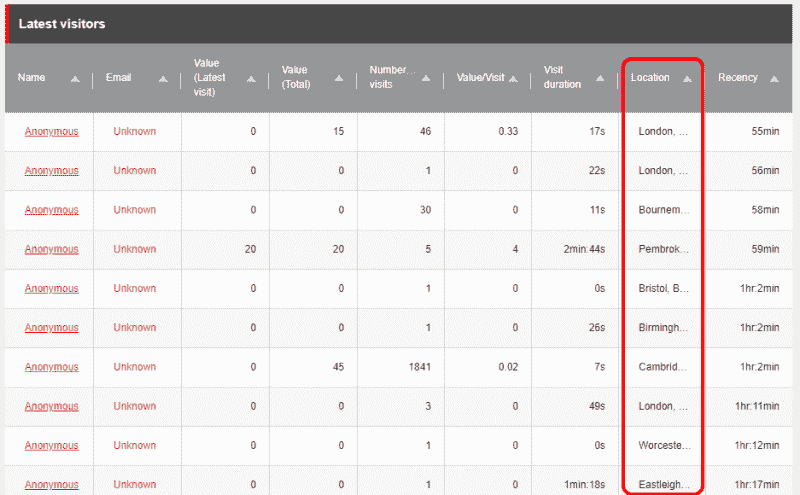 Latest visitors
Name Email Value (Latest visit) Value (Total) Number... visits Value/Visit Visit duration Location Recency
Anonymous Unknown 0 15 46 0.33 17s London, ... 55min
Anonymous Unknown 0 0 1 0 22s London, ... 56min
Anonymous Unknown 0 0 30 0 11s Bournem... 58min
Anonymous Unknown 20 20 5 4 2min:44s Pembrok... 59min
Anonymous Unknown 0 0 1 0 0s Bristol, B... 1hr:2min
Anonymous Unknown 0 0 1 0 26s Birmingh... 1hr:2min
Anonymous Unknown 0 45 1841 0.02 7s Cambrid... 1hr:2min
Anonymous Unknown 0 0 3 0 49s London, ... 1hr:11min
Anonymous Unknown 0 0 1 0 0s Worceste... 1hr:12min
Anonymous Unknown 0 0 1 0 1min:18s Eastleigh... 1hr:17min